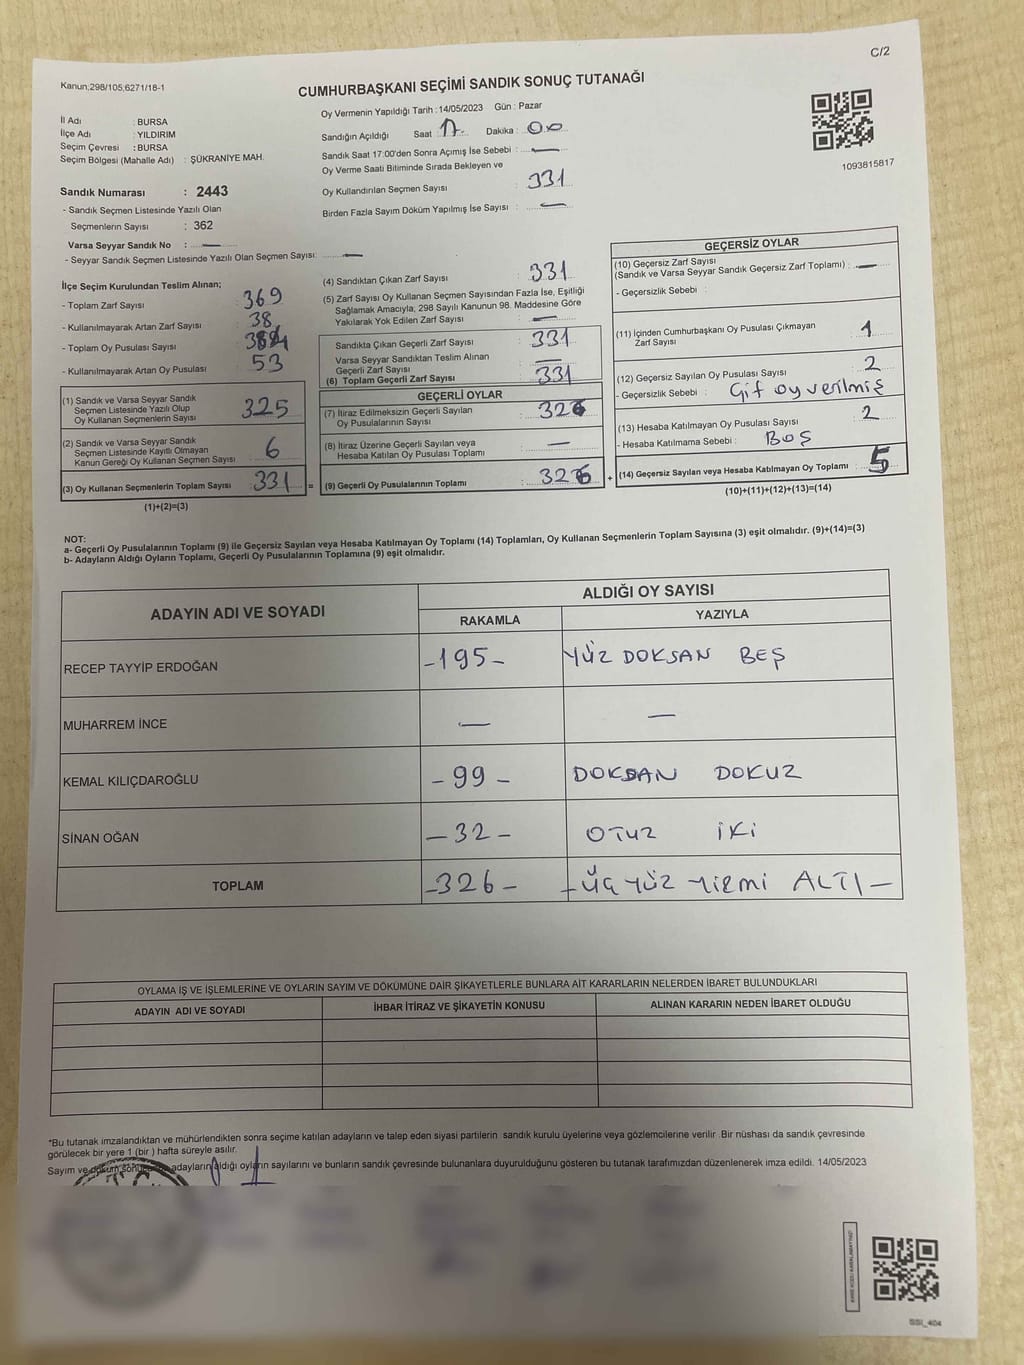 C/2
Kanun;298/105;6271/18-1
CUMHURBAŞKANI SEÇİMİ SANDIK SONUÇ TUTANAĞI
İl Adı : BURSA
İlçe Adı : YILDIRIM
Seçim Çevresi : BURSA
Seçim Bölgesi (Mahalle Adı) : ŞÜKRANİYE MAH.
Sandık Numarası : 2443
- Sandık Seçmen Listesinde Yazılı Olan
Seçmenlerin Sayısı : 362
Varsa Seyyar Sandık No : —
- Seyyar Sandık Seçmen Listesinde Yazılı Olan Seçmen Sayısı: —
Oy Vermenin Yapıldığı Tarih : 14/05/2023 Gün : Pazar
Sandığın Açıldığı Saat 17. Dakika : 00
Sandık Saat 17:00'den Sonra Açımış İse Sebebi : —
Oy Verme Saati Bitiminde Sırada Bekleyen ve
Oy Kullandırılan Seçmen Sayısı : 331
Birden Fazla Sayım Döküm Yapılmış İse Sayısı : —
1093815817
İlçe Seçim Kurulundan Teslim Alınan;
- Toplam Zarf Sayısı : 369
- Kullanılmayarak Artan Zarf Sayısı : 38
- Toplam Oy Pusulası Sayısı :
- Kullanılmayarak Artan Oy Pusulası : 53
(1) Sandık ve Varsa Seyyar Sandık
Seçmen Listesinde Yazılı Olup
Oy Kullanan Seçmenlerin Sayısı : 325
(2) Sandık ve Varsa Seyyar Sandık
Seçmen Listesinde Kayıtlı Olmayan
Kanun Gereği Oy Kullanan Seçmen Sayısı : 6
(3) Oy Kullanan Seçmenlerin Toplam Sayısı : 331 =
(1)+(2)=(3)
(4) Sandıktan Çıkan Zarf Sayısı : 331
(5) Zarf Sayısı Oy Kullanan Seçmen Sayısından Fazla İse, Eşitliği
Sağlamak Amacıyla, 298 Sayılı Kanunun 98. Maddesine Göre
Yakılarak Yok Edilen Zarf Sayısı : —
Sandıkta Çıkan Geçerli Zarf Sayısı : 331
Varsa Seyyar Sandıktan Teslim Alınan
Geçerli Zarf Sayısı : —
(6) Toplam Geçerli Zarf Sayısı : 331
GEÇERLİ OYLAR
(7) İtiraz Edilmeksizin Geçerli Sayılan
Oy Pusulalarının Sayısı : 326
(8) İtiraz Üzerine Geçerli Sayılan veya
Hesaba Katılan Oy Pusulası Toplamı : —
(9) Geçerli Oy Pusulalarının Toplamı : 326 +
GEÇERSİZ OYLAR
(10) Geçersiz Zarf Sayısı
(Sandık ve Varsa Seyyar Sandık Geçersiz Zarf Toplamı) : —
- Geçersizlik Sebebi :
(11) İçinden Cumhurbaşkanı Oy Pusulası Çıkmayan
Zarf Sayısı : 1
(12) Geçersiz Sayılan Oy Pusulası Sayısı : 2
- Geçersizlik Sebebi : Çift oy verilmiş
(13) Hesaba Katılmayan Oy Pusulası Sayısı : 2
- Hesaba Katılmama Sebebi : BOŞ
(14) Geçersiz Sayılan veya Hesaba Katılmayan Oy Toplamı : 5
(10)+(11)+(12)+(13)=(14)
NOT:
a- Geçerli Oy Pusulalarının Toplamı (9) ile Geçersiz Sayılan veya Hesaba Katılmayan Oy Toplamı (14) Toplamları, Oy Kullanan Seçmenlerin Toplam Sayısına (3) eşit olmalıdır. (9)+(14)=(3)
b- Adayların Aldığı Oyların Toplamı, Geçerli Oy Pusulalarının Toplamına (9) eşit olmalıdır.
ADAYIN ADI VE SOYADI
ALDIĞI OY SAYISI
RAKAMLA YAZIYLA
RECEP TAYYİP ERDOĞAN -195- YÜZ DOKSAN BEŞ
MUHARREM İNCE — —
KEMAL KILIÇDAROĞLU - 99 - DOKSAN DOKUZ
SİNAN OĞAN - 32 - OTUZ İKİ
TOPLAM -326- - ÜÇ YÜZ YİRMİ ALTI -
OYLAMA İŞ VE İŞLEMLERİNE VE OYLARIN SAYIM VE DÖKÜMÜNE DAİR ŞİKAYETLERLE BUNLARA AİT KARARLARIN NELERDEN İBARET BULUNDUKLARI
ADAYIN ADI VE SOYADI İHBAR İTİRAZ VE ŞİKAYETİN KONUSU ALINAN KARARIN NEDEN İBARET OLDUĞU
*Bu tutanak imzalandıktan ve mühürlendikten sonra seçime katılan adayların ve talep eden siyasi partilerin sandık kurulu üyelerine veya gözlemcilerine verilir .Bir nüshası da sandık çevresinde
görülecek bir yere 1 (bir ) hafta süreyle asılır.
Sayım ve döküm adayların aldığı oyların sayılarını ve bunların sandık çevresinde bulunanlara duyurulduğunu gösteren bu tutanak tarafımızdan düzenlenerek imza edildi. 14/05/2023
SSI_404